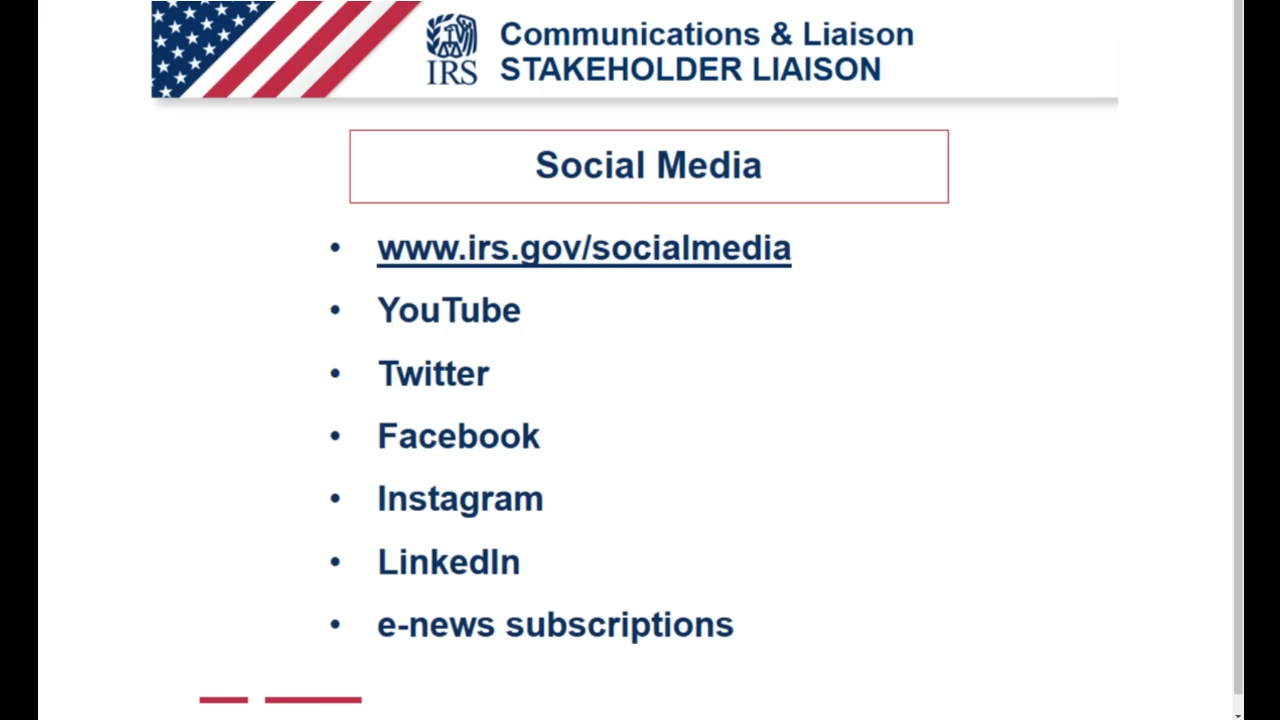 IRS
Communications & Liaison
STAKEHOLDER LIAISON
Social Media
• www.irs.gov/socialmedia
• YouTube
• Twitter
• Facebook
• Instagram
• LinkedIn
• e-news subscriptions